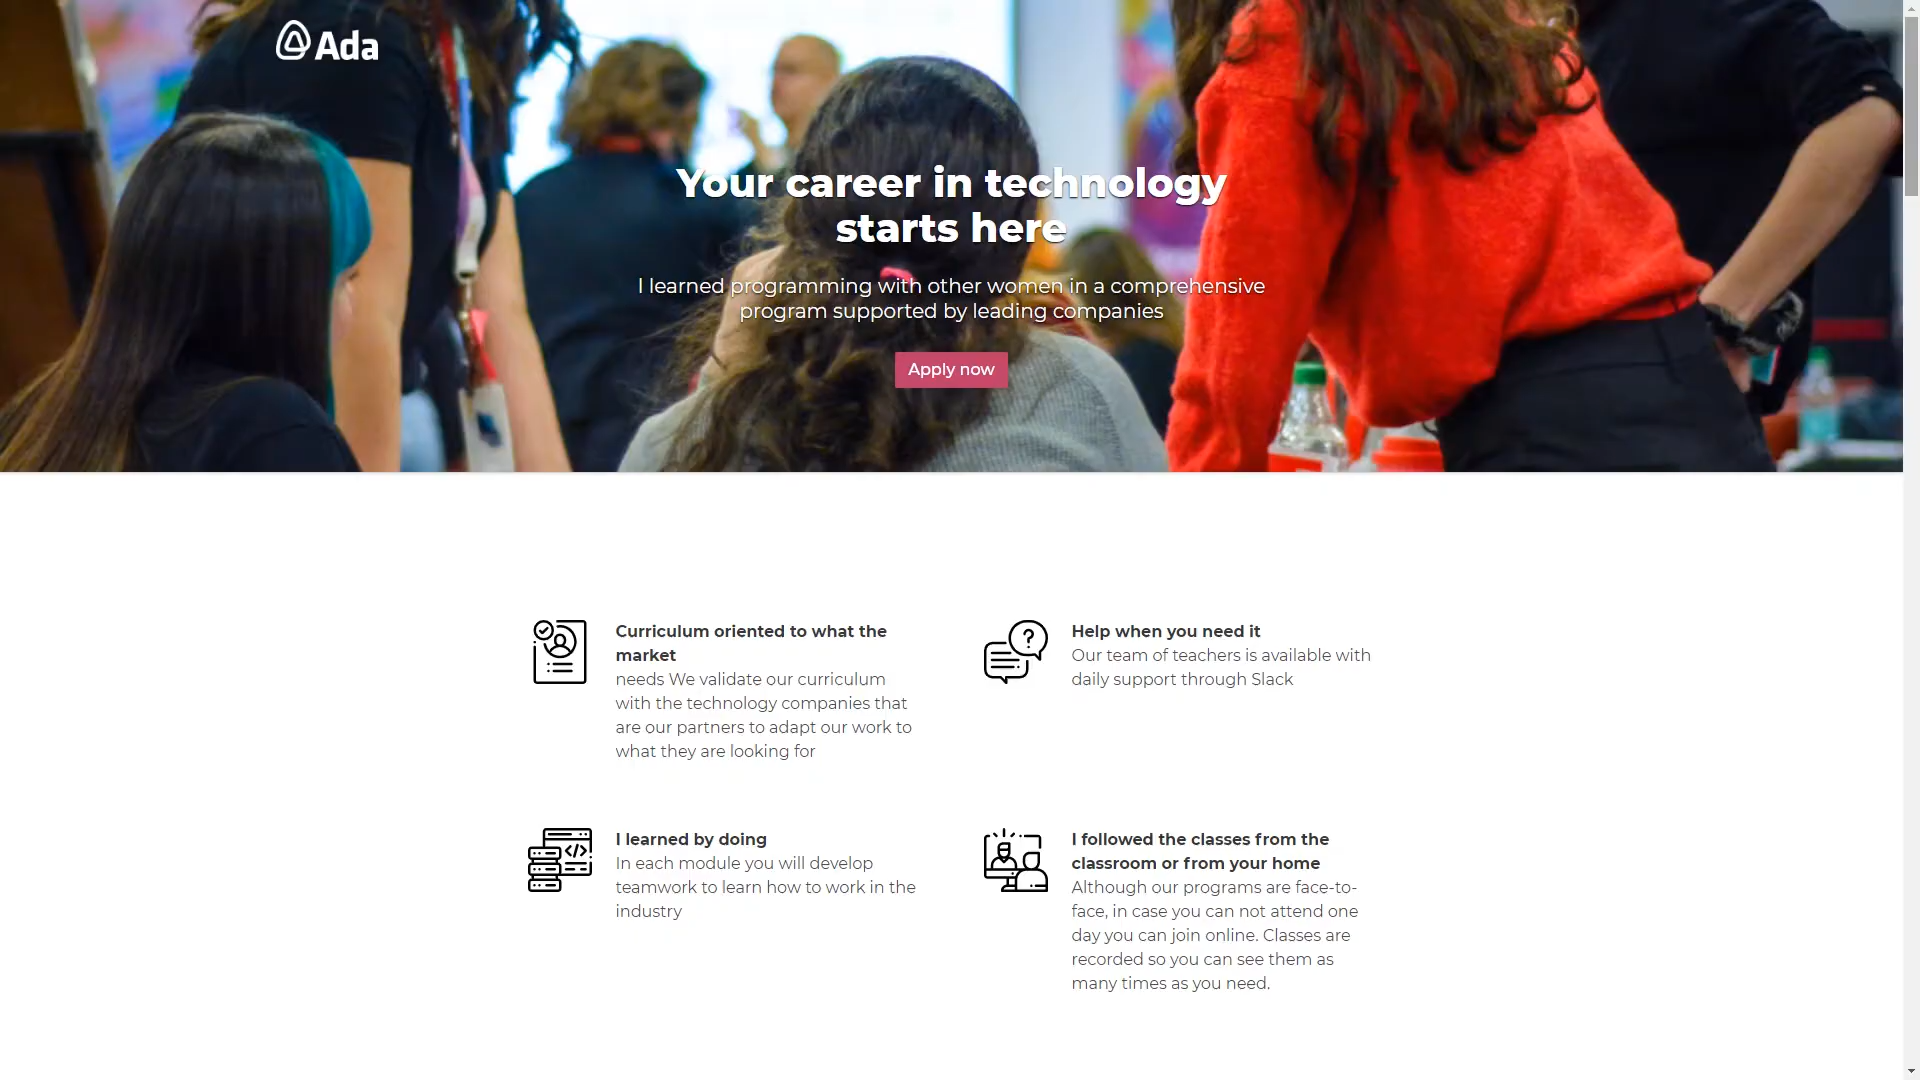 Ada
Your career in technology
starts here
I learned programming with other women in a comprehensive
program supported by leading companies
Apply now
Curriculum oriented to what the
market
needs We validate our curriculum
with the technology companies that
are our partners to adapt our work to
what they are looking for
Help when you need it
Our team of teachers is available with
daily support through Slack
I learned by doing
In each module you will develop
teamwork to learn how to work in the
industry
I followed the classes from the
classroom or from your home
Although our programs are face-to-
face, in case you can not attend one
day you can join online. Classes are
recorded so you can see them as
many times as you need.